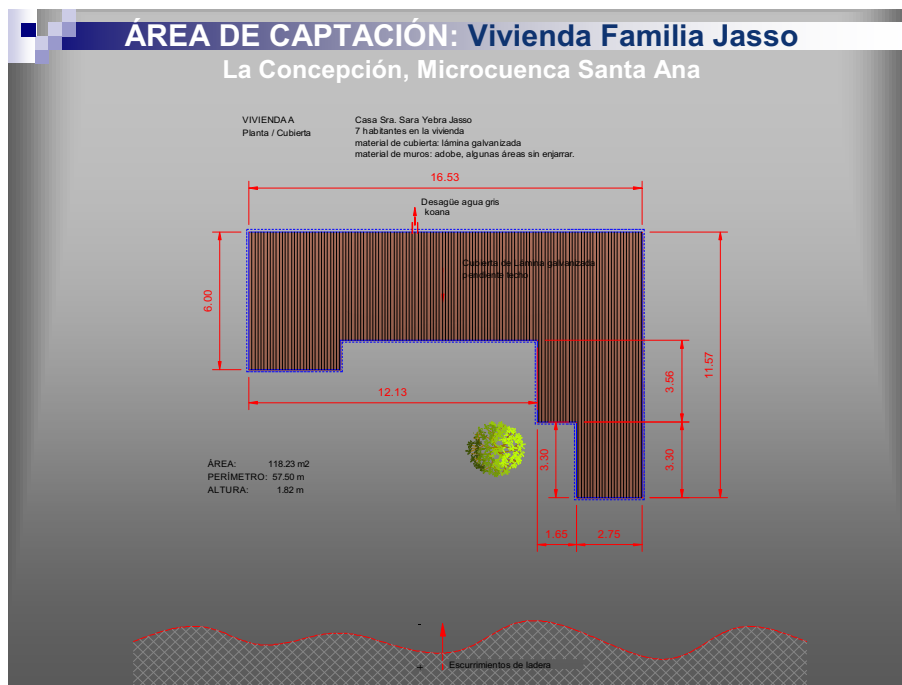 ÁREA DE CAPTACIÓN: Vivienda Familia Jasso
La Concepción, Microcuenca Santa Ana
VIVIENDA A
Planta / Cubierta
Casa Sra. Sara Yebra Jasso
7 habitantes en la vivienda
material de cubierta: lámina galvanizada
material de muros: adobe, algunas áreas sin enjarrar.
16.53
Desagüe agua gris
koana
Cubierta de Lámina galvanizada
pendiente techo
6.00
11.57
3.56
12.13
3.30
3.30
ÁREA: 118.23 m2
PERÍMETRO: 57.50 m
ALTURA: 1.82 m
1.65
2.75
-
+
Escurrimientos de ladera